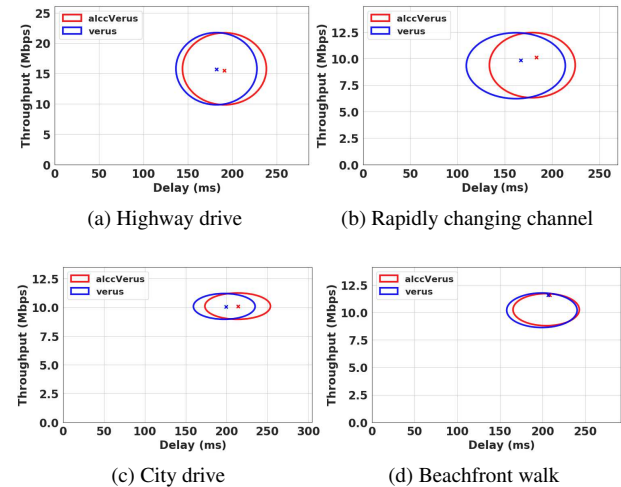 alccVerus
verus
Throughput (Mbps)
25
20
15
10
5
0
0 50 100 150 200 250
Delay (ms)
(a) Highway drive
alccVerus
verus
Throughput (Mbps)
12.5
10.0
7.5
5.0
2.5
0.0
0 50 100 150 200 250
Delay (ms)
(b) Rapidly changing channel
alccVerus
verus
Throughput (Mbps)
12.5
10.0
7.5
5.0
2.5
0.0
0 50 100 150 200 250 300
Delay (ms)
(c) City drive
alccVerus
verus
Throughput (Mbps)
12.5
10.0
7.5
5.0
2.5
0.0
0 50 100 150 200 250
Delay (ms)
(d) Beachfront walk